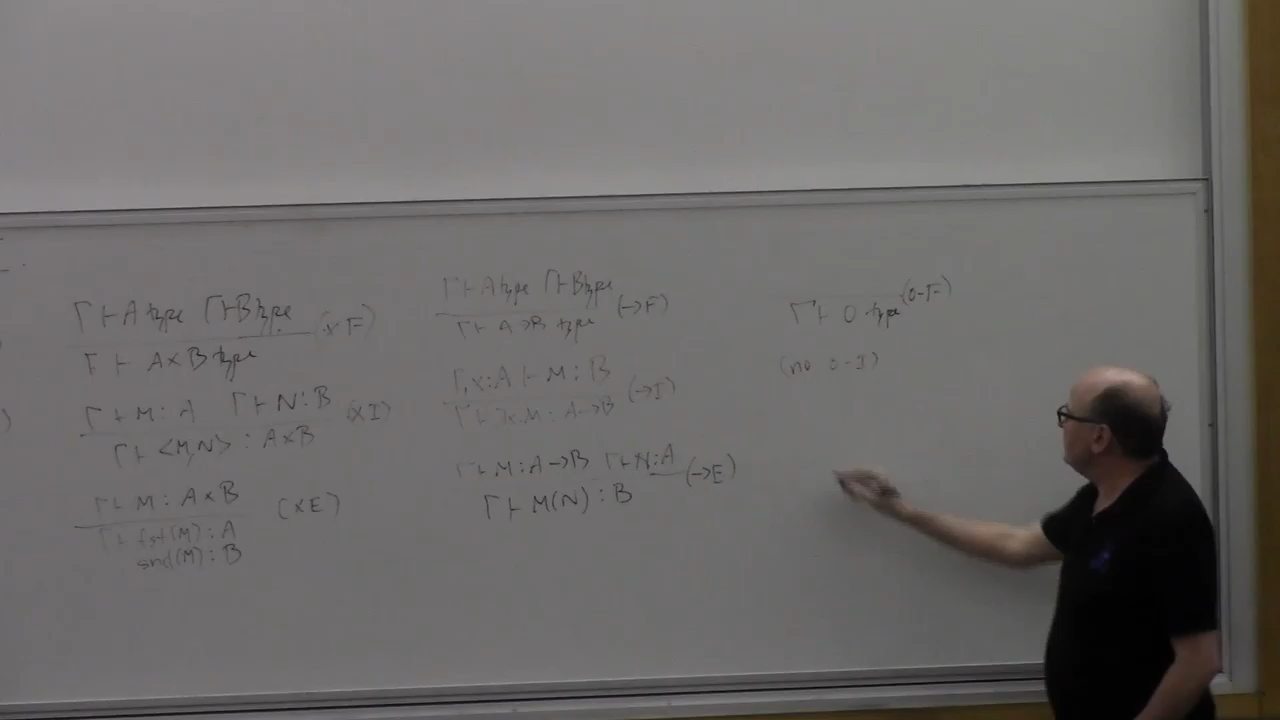 Γ ⊢ A type Γ ⊢ B type (×F)
Γ ⊢ A×B type
Γ ⊢ M : A Γ ⊢ N : B (×I)
Γ ⊢ <M,N> : A×B
Γ ⊢ M : A×B (×E)
Γ ⊢ fst(M) : A
snd(M) : B
Γ ⊢ A type Γ ⊢ B type (→F)
Γ ⊢ A→B type
Γ, x:A ⊢ M : B (→I)
Γ ⊢ λx.M : A→B
Γ ⊢ M : A→B Γ ⊢ N : A (→E)
Γ ⊢ M(N) : B
Γ ⊢ 0 type (0-F)
(no 0-I)